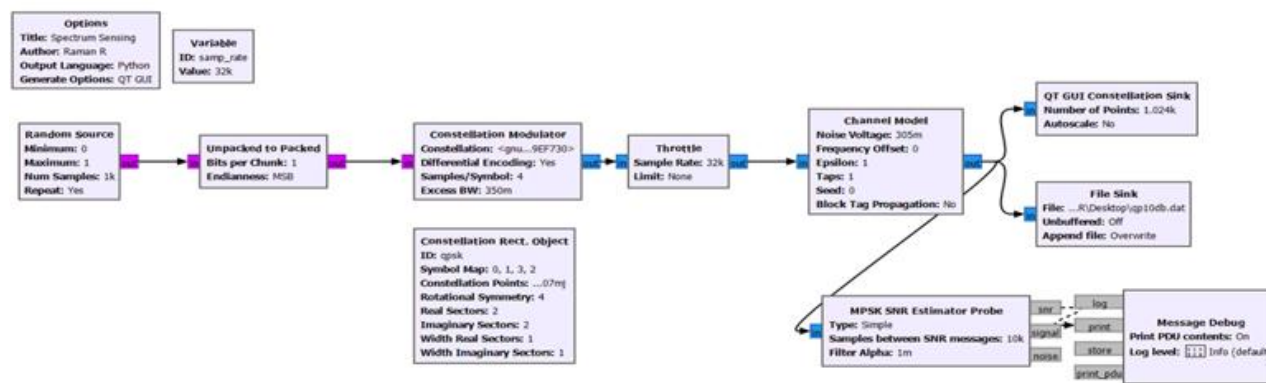 Options
Title: Spectrum Sensing
Author: Raman R
Output Language: Python
Generate Options: QT GUI
Variable
ID: samp_rate
Value: 32k
Random Source
Minimum: 0
Maximum: 1
Num Samples: 1k
Repeat: Yes
out
in
Unpacked to Packed
Bits per Chunk: 1
Endianness: MSB
out
in
Constellation Modulator
Constellation: <gnu...9EF730>
Differential Encoding: Yes
Samples/Symbol: 4
Excess BW: 350m
out
in
Throttle
Sample Rate: 32k
Limit: None
out
in
Channel Model
Noise Voltage: 305m
Frequency Offset: 0
Epsilon: 1
Taps: 1
Seed: 0
Block Tag Propagation: No
out
in
QT GUI Constellation Sink
Number of Points: 1.024k
Autoscale: No
in
File Sink
File: ...R\Desktop\qp10db.dat
Unbuffered: Off
Append file: Overwrite
Constellation Rect. Object
ID: qpsk
Symbol Map: 0, 1, 3, 2
Constellation Points: ...07mj
Rotational Symmetry: 4
Real Sectors: 2
Imaginary Sectors: 2
Width Real Sectors: 1
Width Imaginary Sectors: 1
in
MPSK SNR Estimator Probe
Type: Simple
Samples between SNR messages: 10k
Filter Alpha: 1m
snr
signal
noise
log
print
store
print_pdu
Message Debug
Print PDU contents: On
Log level: Info (default